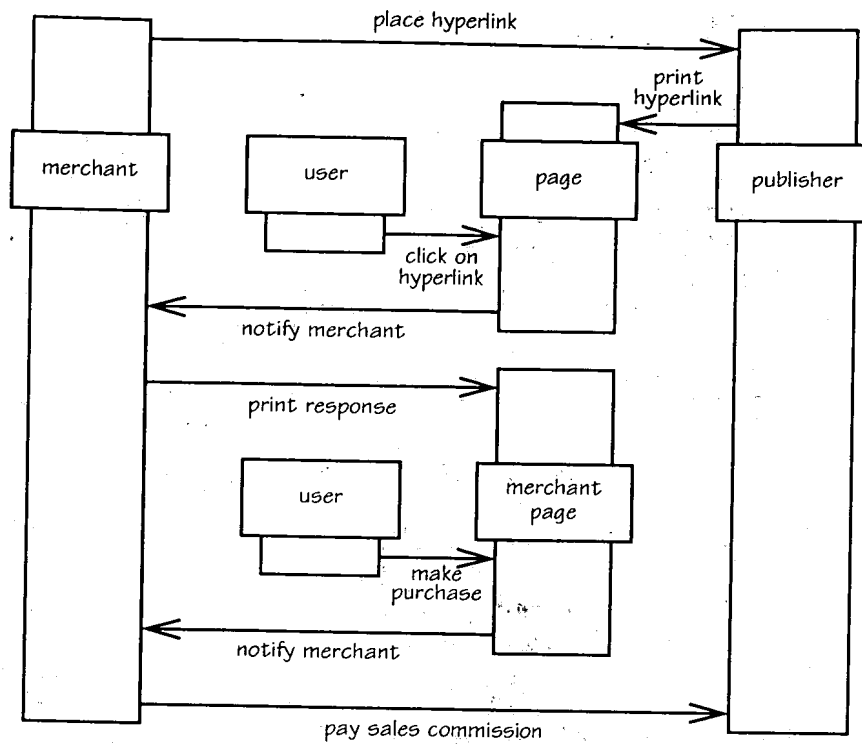 place hyperlink
print
hyperlink
merchant
user
page
publisher
click on
hyperlink
notify merchant
print response
user
merchant
page
make
purchase
notify merchant
pay sales commission